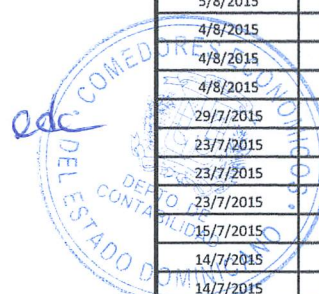 5/8/2015
4/8/2015
4/8/2015
4/8/2015
29/7/2015
23/7/2015
23/7/2015
23/7/2015
15/7/2015
14/7/2015
14/7/2015
COMEDORES ECONOMICOS
DEL ESTADO DOMINICANO
DEPTO DE
CONTABILIDAD